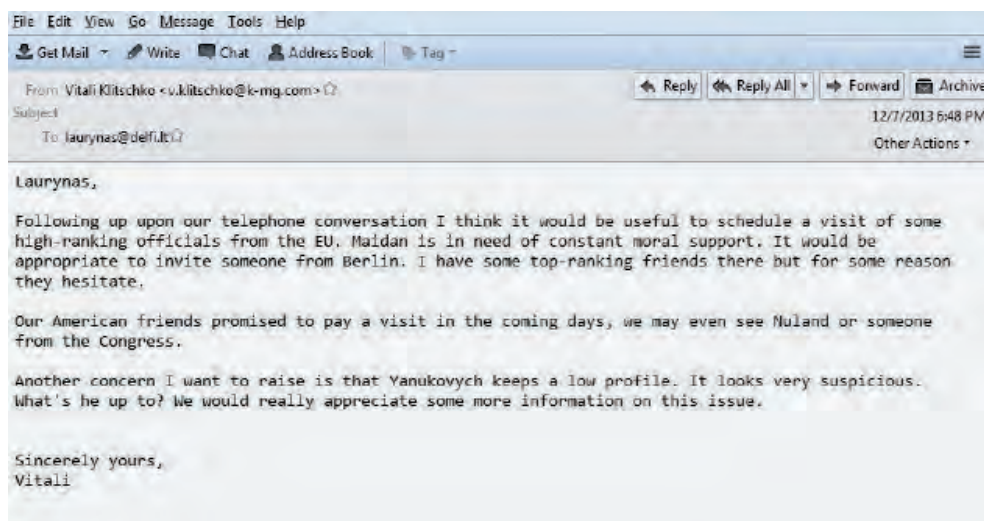 File Edit View Go Message Tools Help
Get Mail Write Chat Address Book Tag
From Vitali Klitschko <v.klitschko@k-mg.com> Reply Reply All Forward Archive
Subject 12/7/2013 6:48 PM
To laurynas@delfi.lt Other Actions
Laurynas,
Following up upon our telephone conversation I think it would be useful to schedule a visit of some
high-ranking officials from the EU. Maidan is in need of constant moral support. It would be
appropriate to invite someone from Berlin. I have some top-ranking friends there but for some reason
they hesitate.
Our American friends promised to pay a visit in the coming days, we may even see Nuland or someone
from the Congress.
Another concern I want to raise is that Yanukovych keeps a low profile. It looks very suspicious.
What's he up to? We would really appreciate some more information on this issue.
Sincerely yours,
Vitali